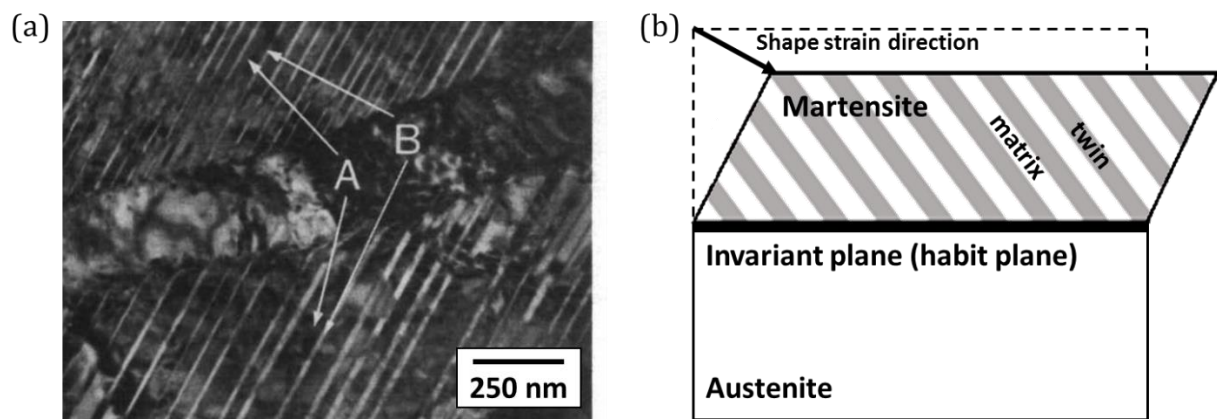 (a)
A
B
250 nm
(b)
Shape strain direction
Martensite
matrix
twin
Invariant plane (habit plane)
Austenite